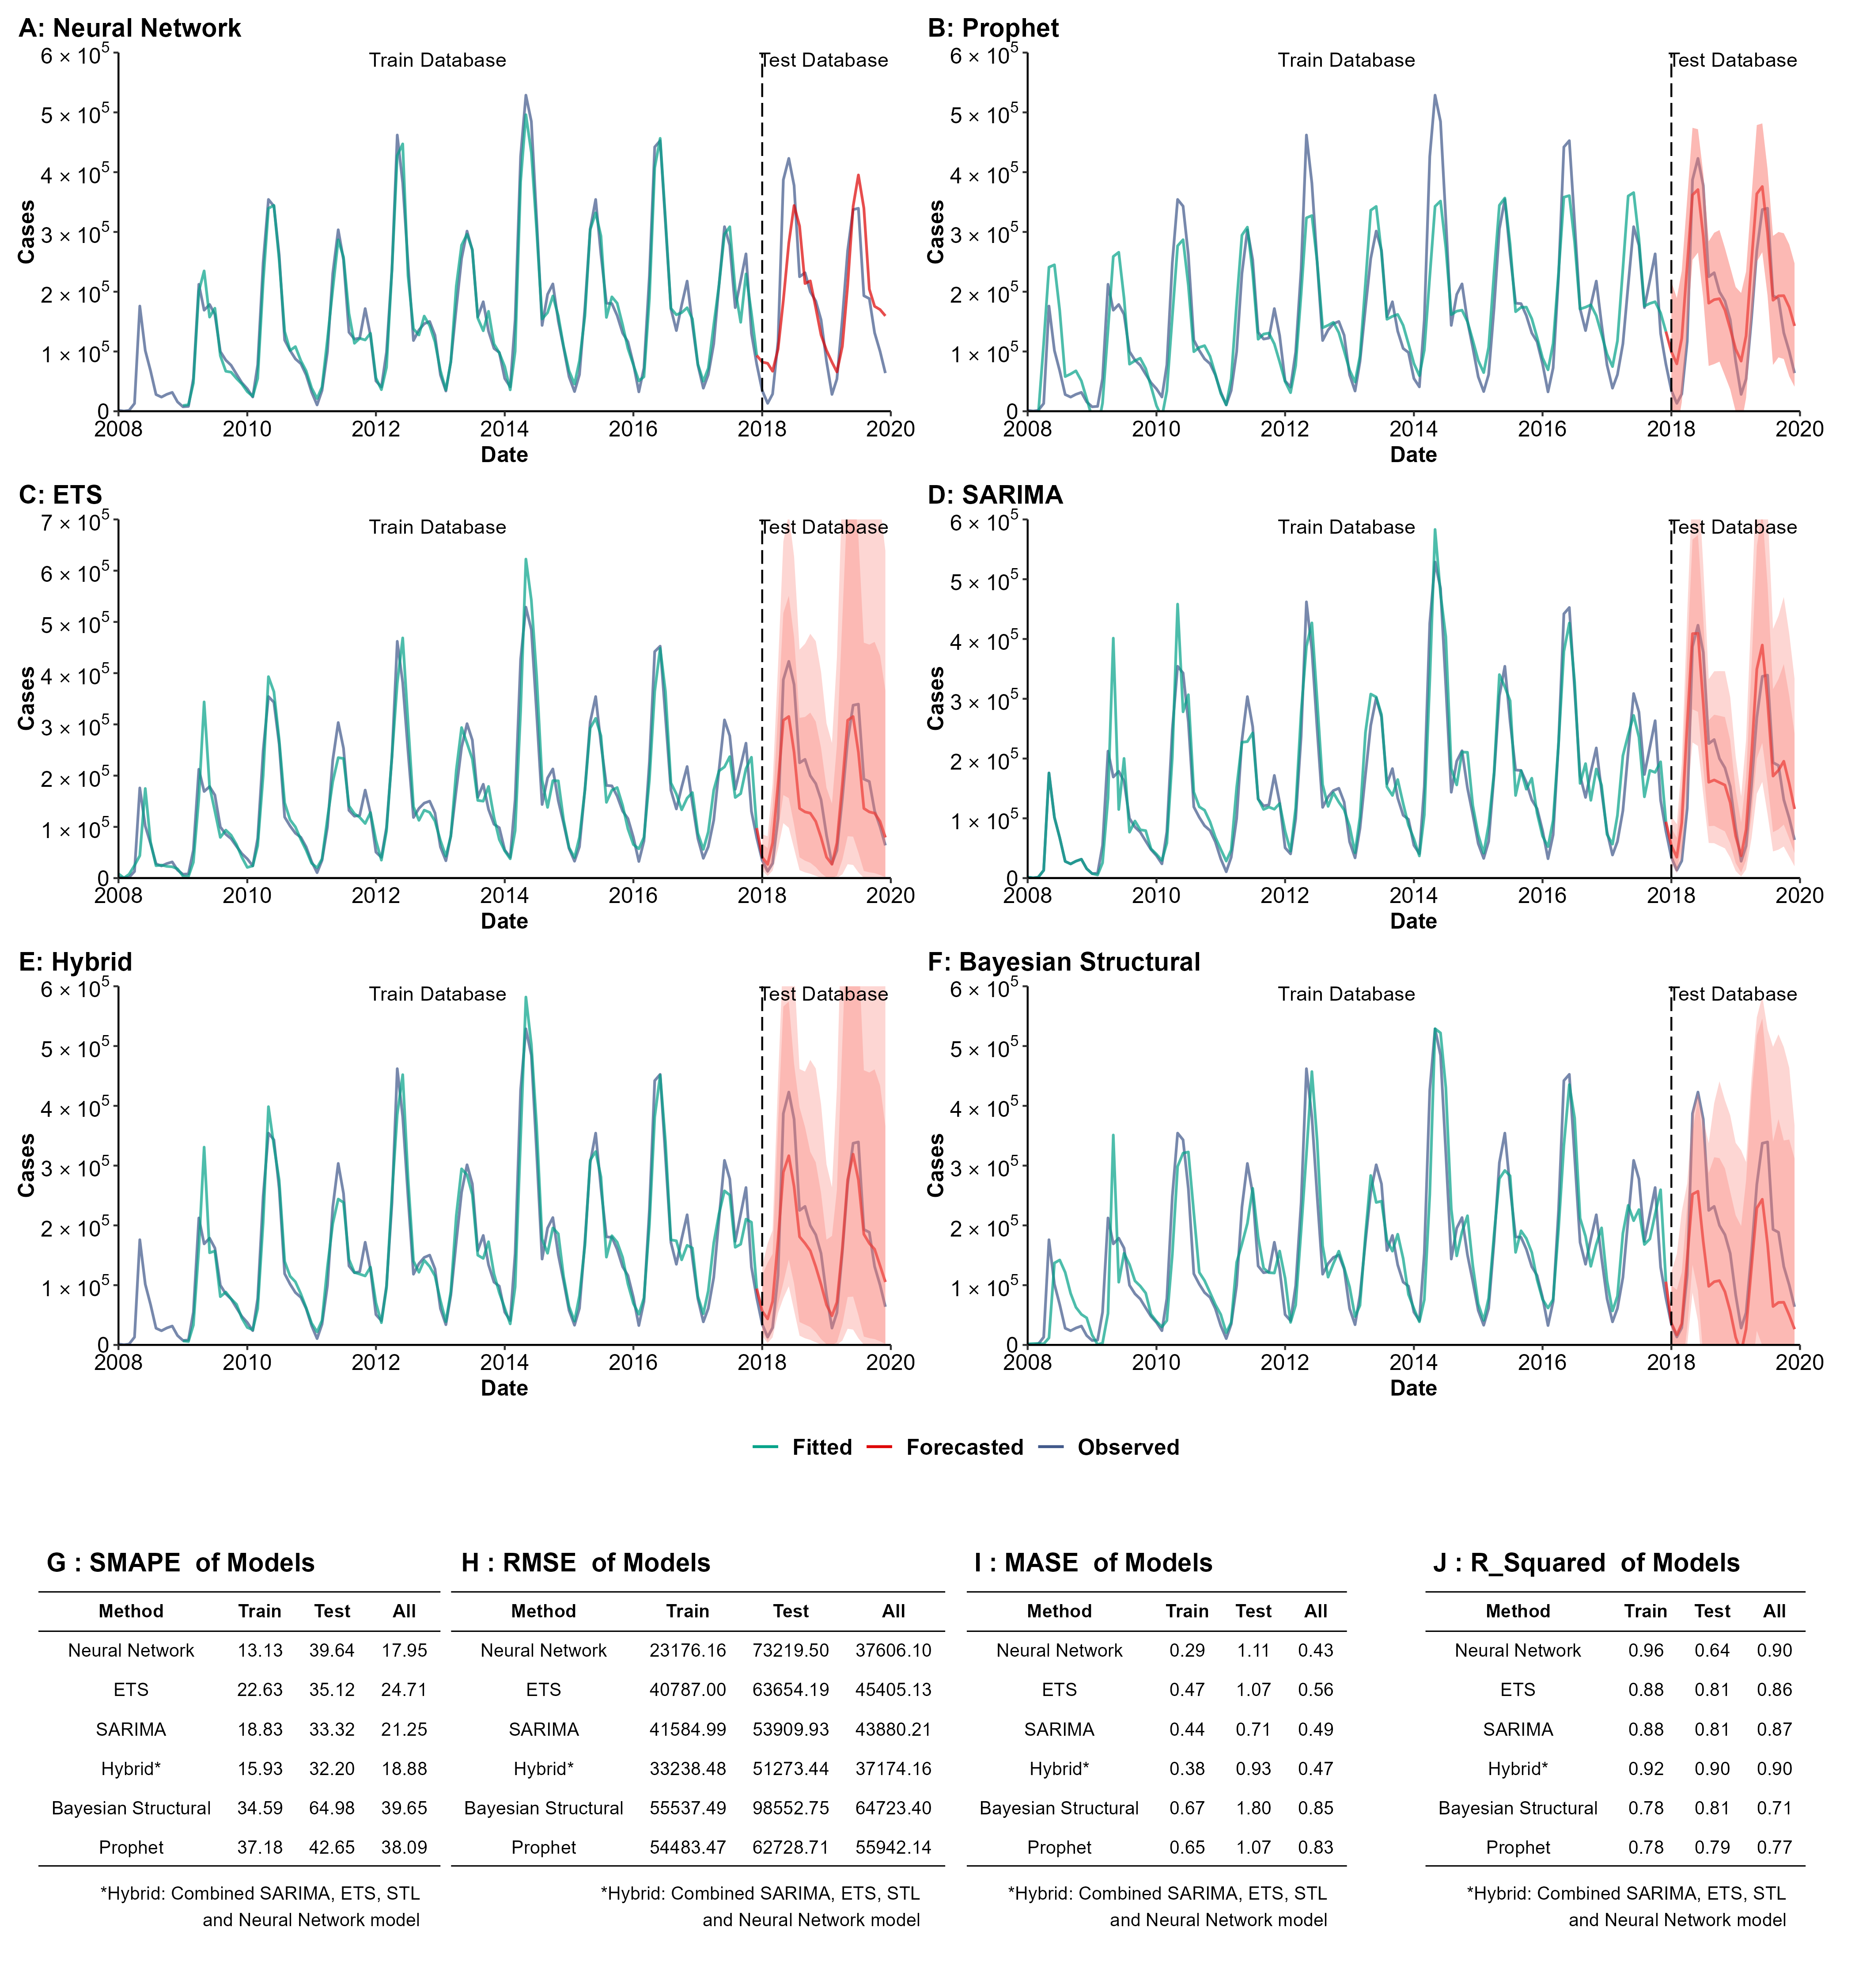 A: Neural Network
Train Database
Test Database
6 × 10^5
5 × 10^5
4 × 10^5
3 × 10^5
2 × 10^5
1 × 10^5
0
Cases
2008 2010 2012 2014 2016 2018 2020
Date
B: Prophet
Train Database
Test Database
6 × 10^5
5 × 10^5
4 × 10^5
3 × 10^5
2 × 10^5
1 × 10^5
0
Cases
2008 2010 2012 2014 2016 2018 2020
Date
C: ETS
Train Database
Test Database
7 × 10^5
6 × 10^5
5 × 10^5
4 × 10^5
3 × 10^5
2 × 10^5
1 × 10^5
0
Cases
2008 2010 2012 2014 2016 2018 2020
Date
D: SARIMA
Train Database
Test Database
6 × 10^5
5 × 10^5
4 × 10^5
3 × 10^5
2 × 10^5
1 × 10^5
0
Cases
2008 2010 2012 2014 2016 2018 2020
Date
E: Hybrid
Train Database
Test Database
6 × 10^5
5 × 10^5
4 × 10^5
3 × 10^5
2 × 10^5
1 × 10^5
0
Cases
2008 2010 2012 2014 2016 2018 2020
Date
F: Bayesian Structural
Train Database
Test Database
6 × 10^5
5 × 10^5
4 × 10^5
3 × 10^5
2 × 10^5
1 × 10^5
0
Cases
2008 2010 2012 2014 2016 2018 2020
Date
Fitted Forecasted Observed
G : SMAPE of Models
Method Train Test All
Neural Network 13.13 39.64 17.95
ETS 22.63 35.12 24.71
SARIMA 18.83 33.32 21.25
Hybrid* 15.93 32.20 18.88
Bayesian Structural 34.59 64.98 39.65
Prophet 37.18 42.65 38.09
*Hybrid: Combined SARIMA, ETS, STL
and Neural Network model
H : RMSE of Models
Method Train Test All
Neural Network 23176.16 73219.50 37606.10
ETS 40787.00 63654.19 45405.13
SARIMA 41584.99 53909.93 43880.21
Hybrid* 33238.48 51273.44 37174.16
Bayesian Structural 55537.49 98552.75 64723.40
Prophet 54483.47 62728.71 55942.14
*Hybrid: Combined SARIMA, ETS, STL
and Neural Network model
I : MASE of Models
Method Train Test All
Neural Network 0.29 1.11 0.43
ETS 0.47 1.07 0.56
SARIMA 0.44 0.71 0.49
Hybrid* 0.38 0.93 0.47
Bayesian Structural 0.67 1.80 0.85
Prophet 0.65 1.07 0.83
*Hybrid: Combined SARIMA, ETS, STL
and Neural Network model
J : R_Squared of Models
Method Train Test All
Neural Network 0.96 0.64 0.90
ETS 0.88 0.81 0.86
SARIMA 0.88 0.81 0.87
Hybrid* 0.92 0.90 0.90
Bayesian Structural 0.78 0.81 0.71
Prophet 0.78 0.79 0.77
*Hybrid: Combined SARIMA, ETS, STL
and Neural Network model